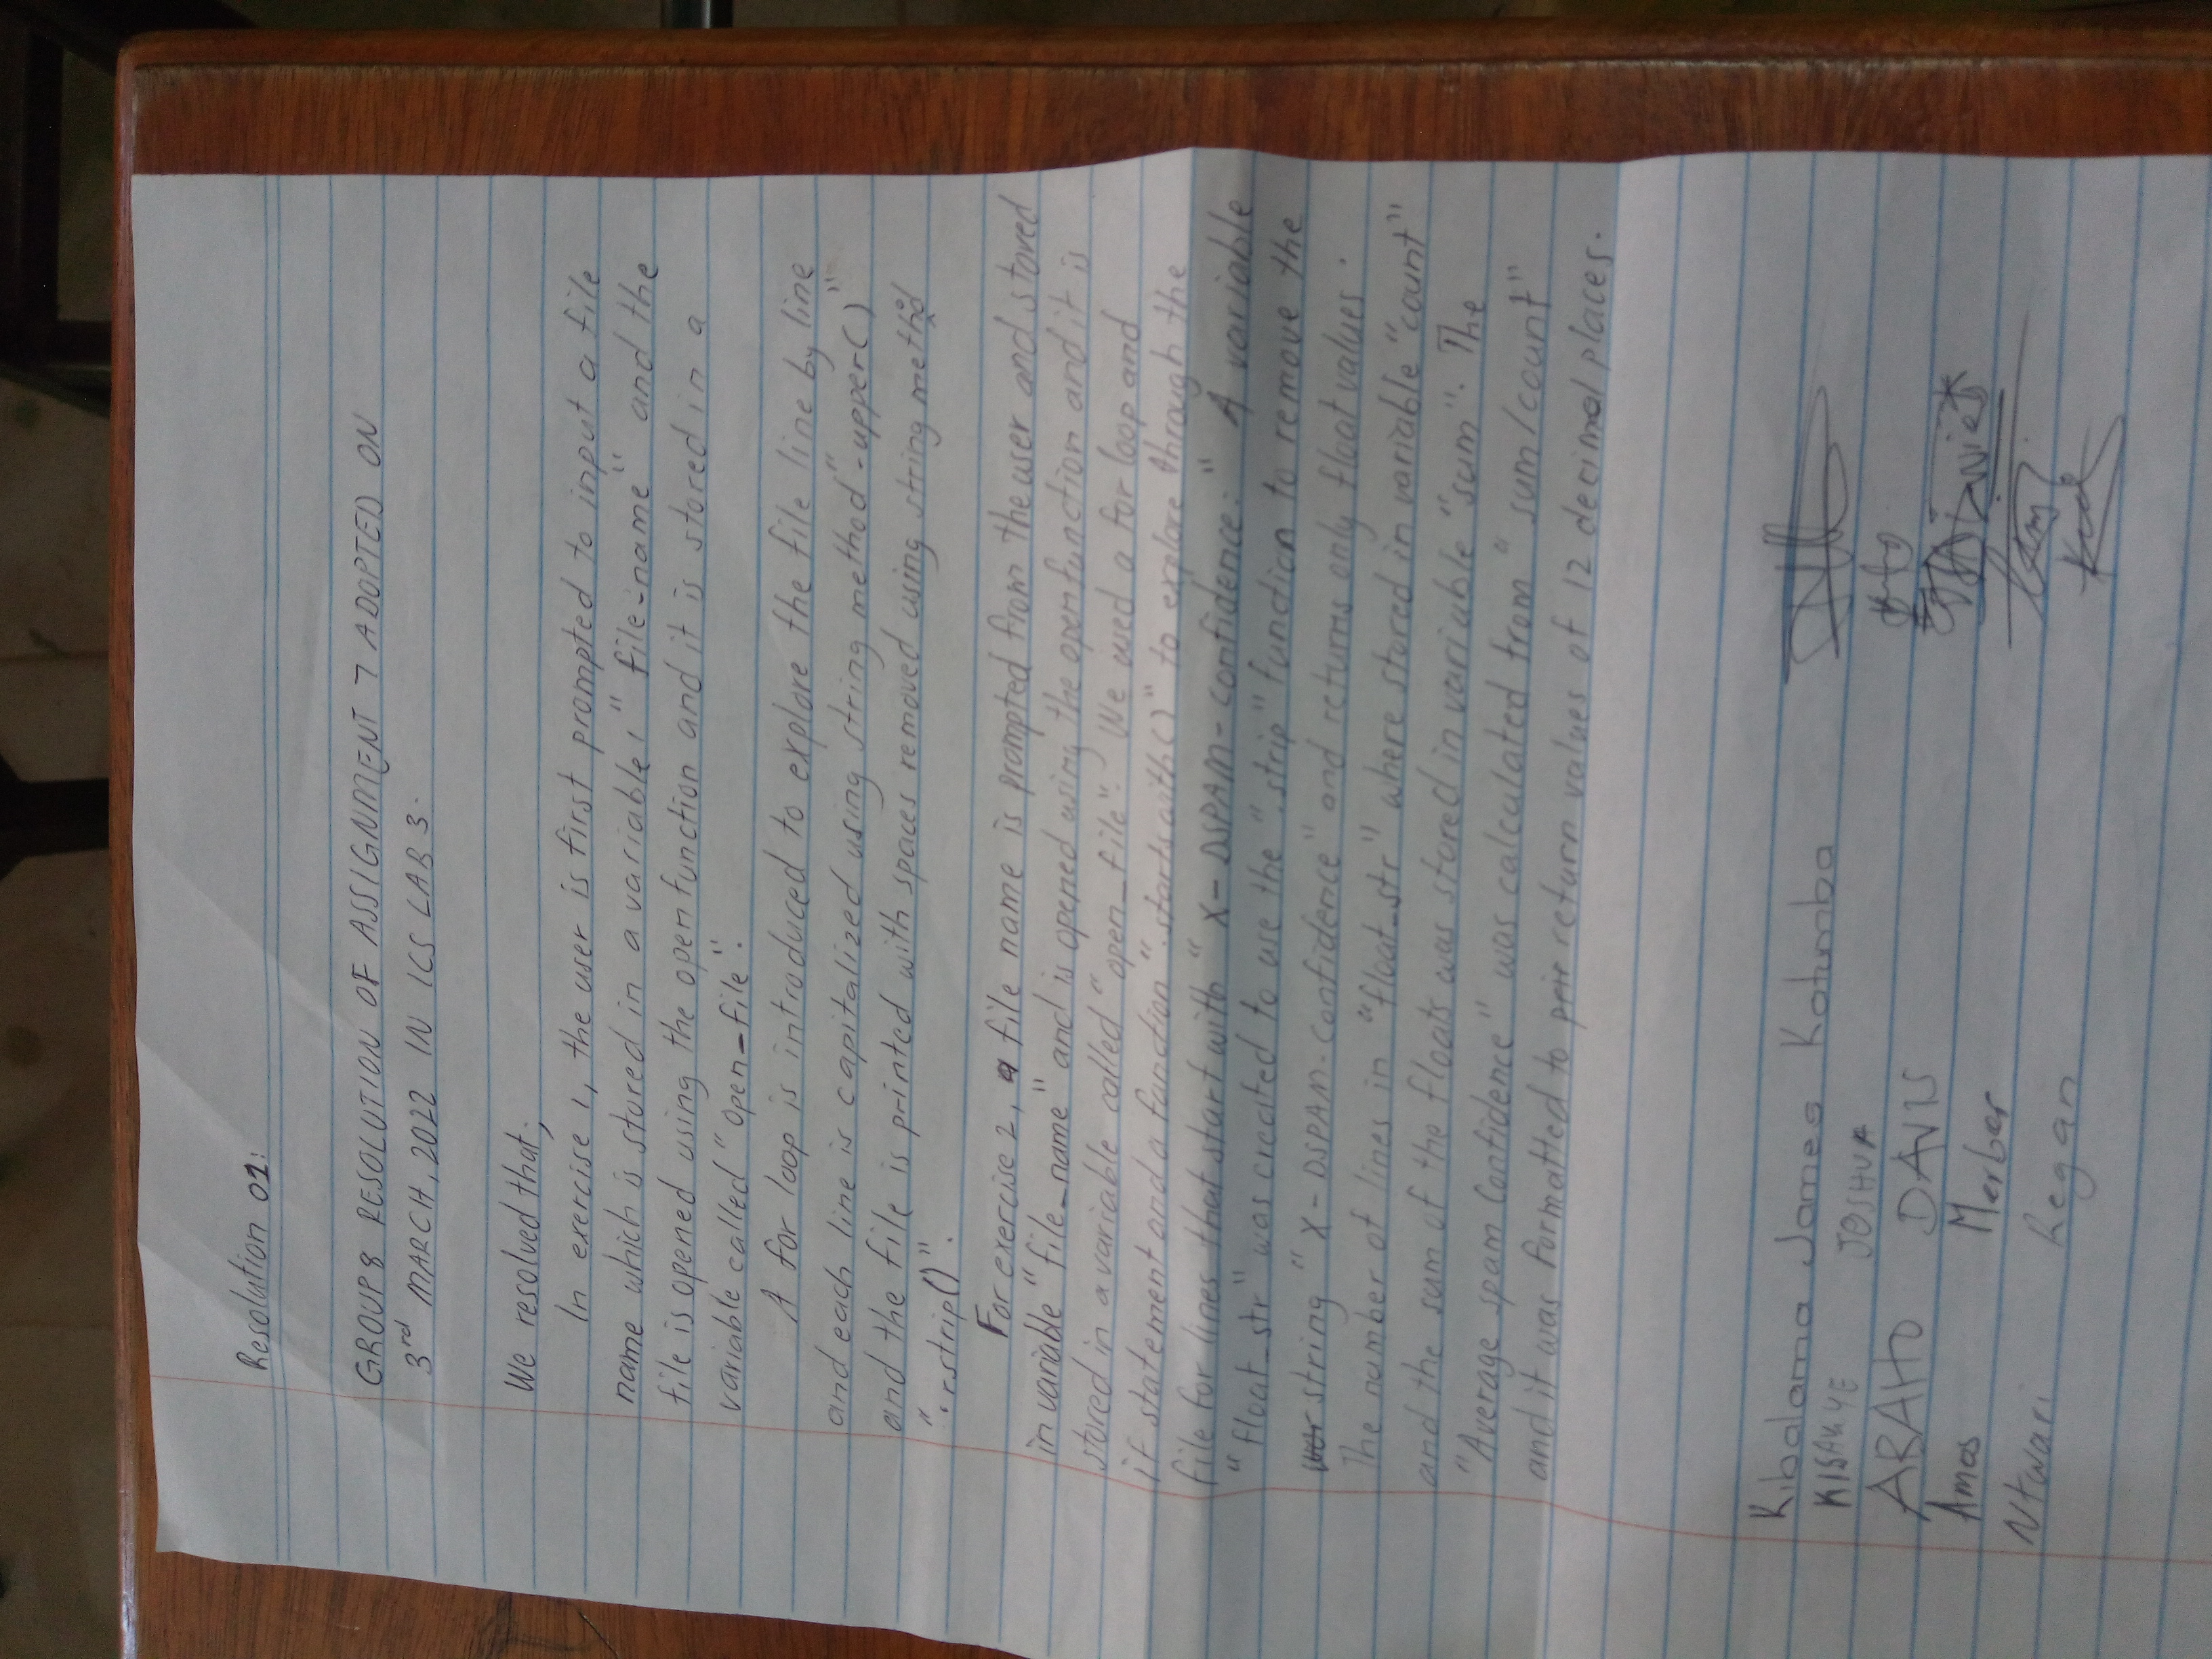 Resolution 01:
GROUP 8 RESOLUTION OF ASSIGNMENT 7 ADOPTED ON
3rd MARCH, 2022 IN ICS LAB 3.
We resolved that;
In exercise 1, the user is first prompted to input a file
name which is stored in a variable, "file-name" and the
file is opened using the open function and it is stored in a
variable called "open_file".
A for loop is introduced to explore the file line by line
and each line is capitalized using string method ".upper()"
and the file is printed with spaces removed using string method
".rstrip()".
For exercise 2, a file name is prompted from the user and stored
in variable "file_name" and is opened using the open function and it is
stored in a variable called "open_file". We used a for loop and
if statement and a function ".startswith()" to explore through the
file for lines that start with "X-DSPAM-Confidence:" A variable
"float_str" was created to use the ".strip" function to remove the
string "X-DSPAM-Confidence" and returns only float values.
The number of lines in "float_str" where stored in variable "count"
and the sum of the floats was stored in variable "sum". The
"Average spam Confidence" was calculated from "sum/count"
and it was formatted to return values of 12 decimal places.
Kibalama James Katumba
KISAKYE JOSHUA
DAVIS
Amos Merber
Ntwari Regan